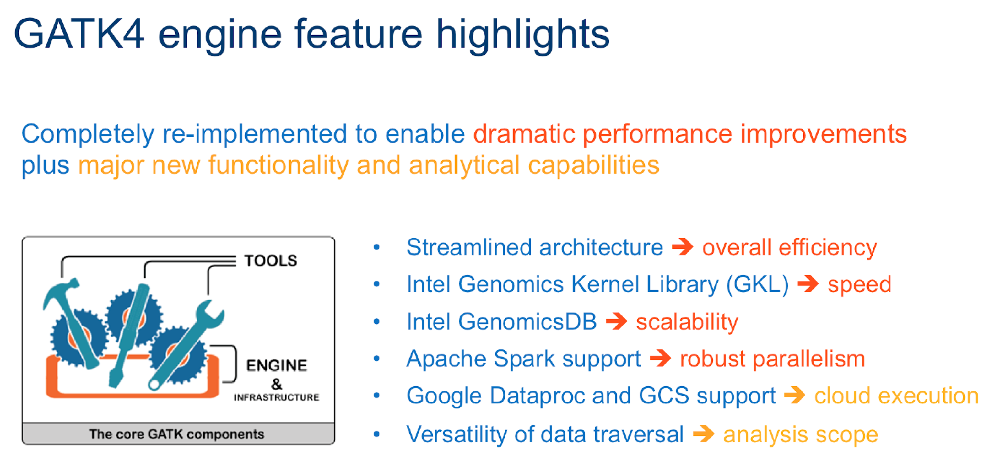 GATK4 engine feature highlights
Completely re-implemented to enable dramatic performance improvements
plus major new functionality and analytical capabilities
TOOLS
ENGINE
&
INFRASTRUCTURE
The core GATK components
• Streamlined architecture ➔ overall efficiency
• Intel Genomics Kernel Library (GKL) ➔ speed
• Intel GenomicsDB ➔ scalability
• Apache Spark support ➔ robust parallelism
• Google Dataproc and GCS support ➔ cloud execution
• Versatility of data traversal ➔ analysis scope